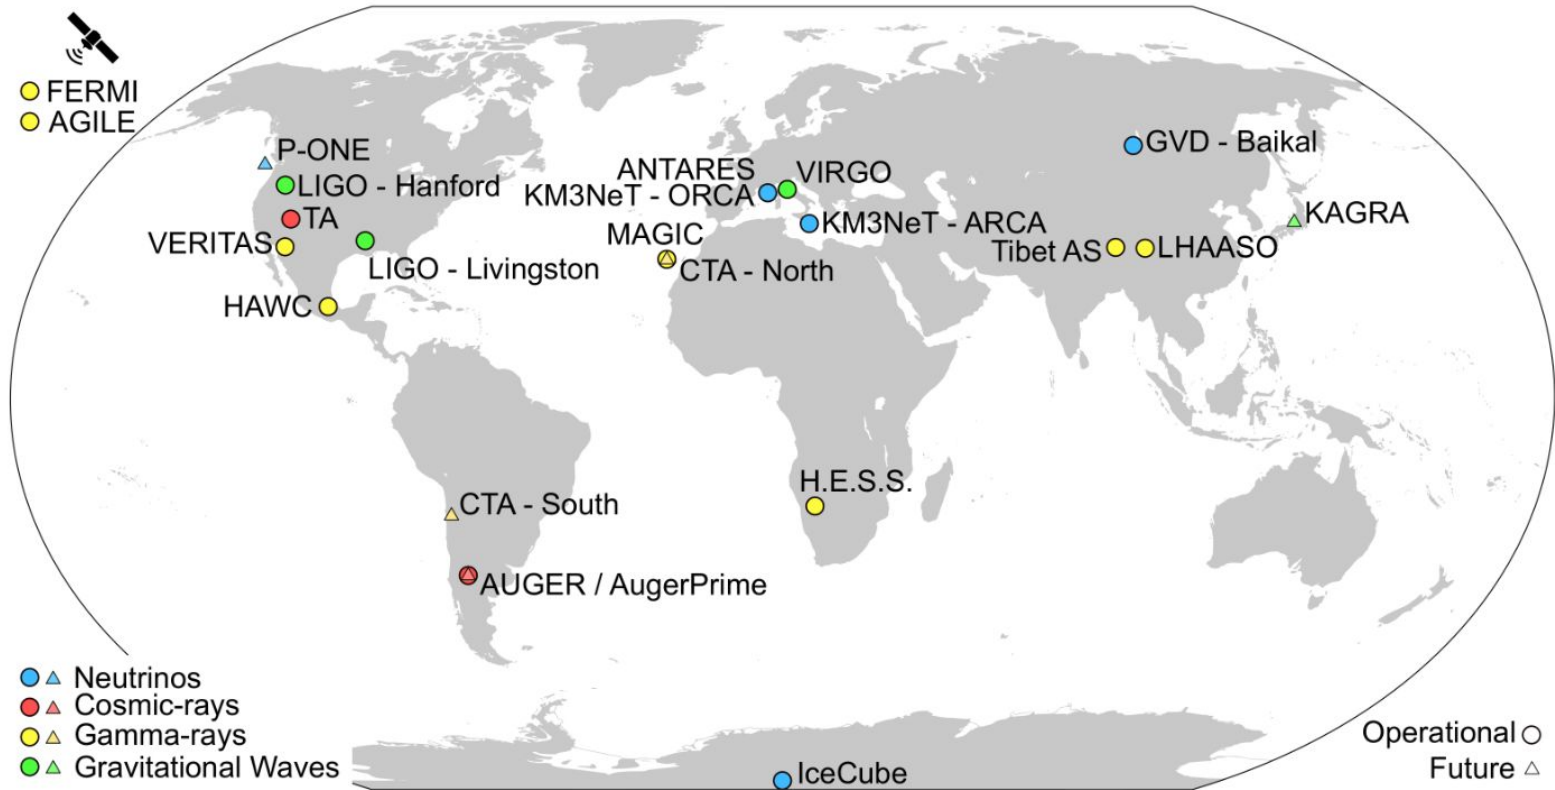 FERMI
AGILE
P-ONE
LIGO - Hanford
TA
VERITAS
LIGO - Livingston
HAWC
ANTARES
KM3NeT - ORCA
VIRGO
KM3NeT - ARCA
MAGIC
CTA - North
GVD - Baikal
KAGRA
Tibet AS
LHAASO
H.E.S.S.
CTA - South
AUGER / AugerPrime
IceCube
Neutrinos
Cosmic-rays
Gamma-rays
Gravitational Waves
Operational
Future